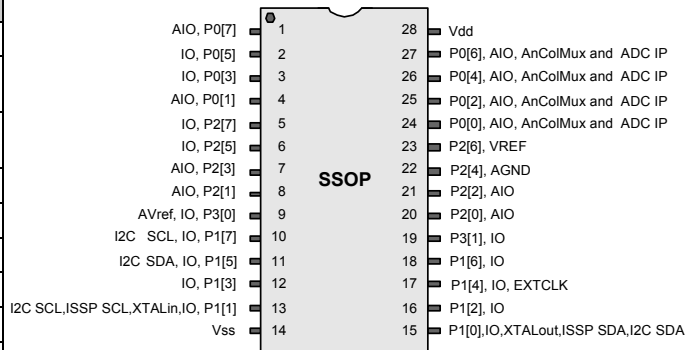 AIO, P0[7] 1 28 Vdd
IO, P0[5] 2 27 P0[6], AIO, AnColMux and ADC IP
IO, P0[3] 3 26 P0[4], AIO, AnColMux and ADC IP
AIO, P0[1] 4 25 P0[2], AIO, AnColMux and ADC IP
IO, P2[7] 5 24 P0[0], AIO, AnColMux and ADC IP
IO, P2[5] 6 23 P2[6], VREF
AIO, P2[3] 7 SSOP 22 P2[4], AGND
AIO, P2[1] 8 21 P2[2], AIO
AVref, IO, P3[0] 9 20 P2[0], AIO
I2C SCL, IO, P1[7] 10 19 P3[1], IO
I2C SDA, IO, P1[5] 11 18 P1[6], IO
IO, P1[3] 12 17 P1[4], IO, EXTCLK
I2C SCL,ISSP SCL,XTALin,IO, P1[1] 13 16 P1[2], IO
Vss 14 15 P1[0],IO,XTALout,ISSP SDA,I2C SDA